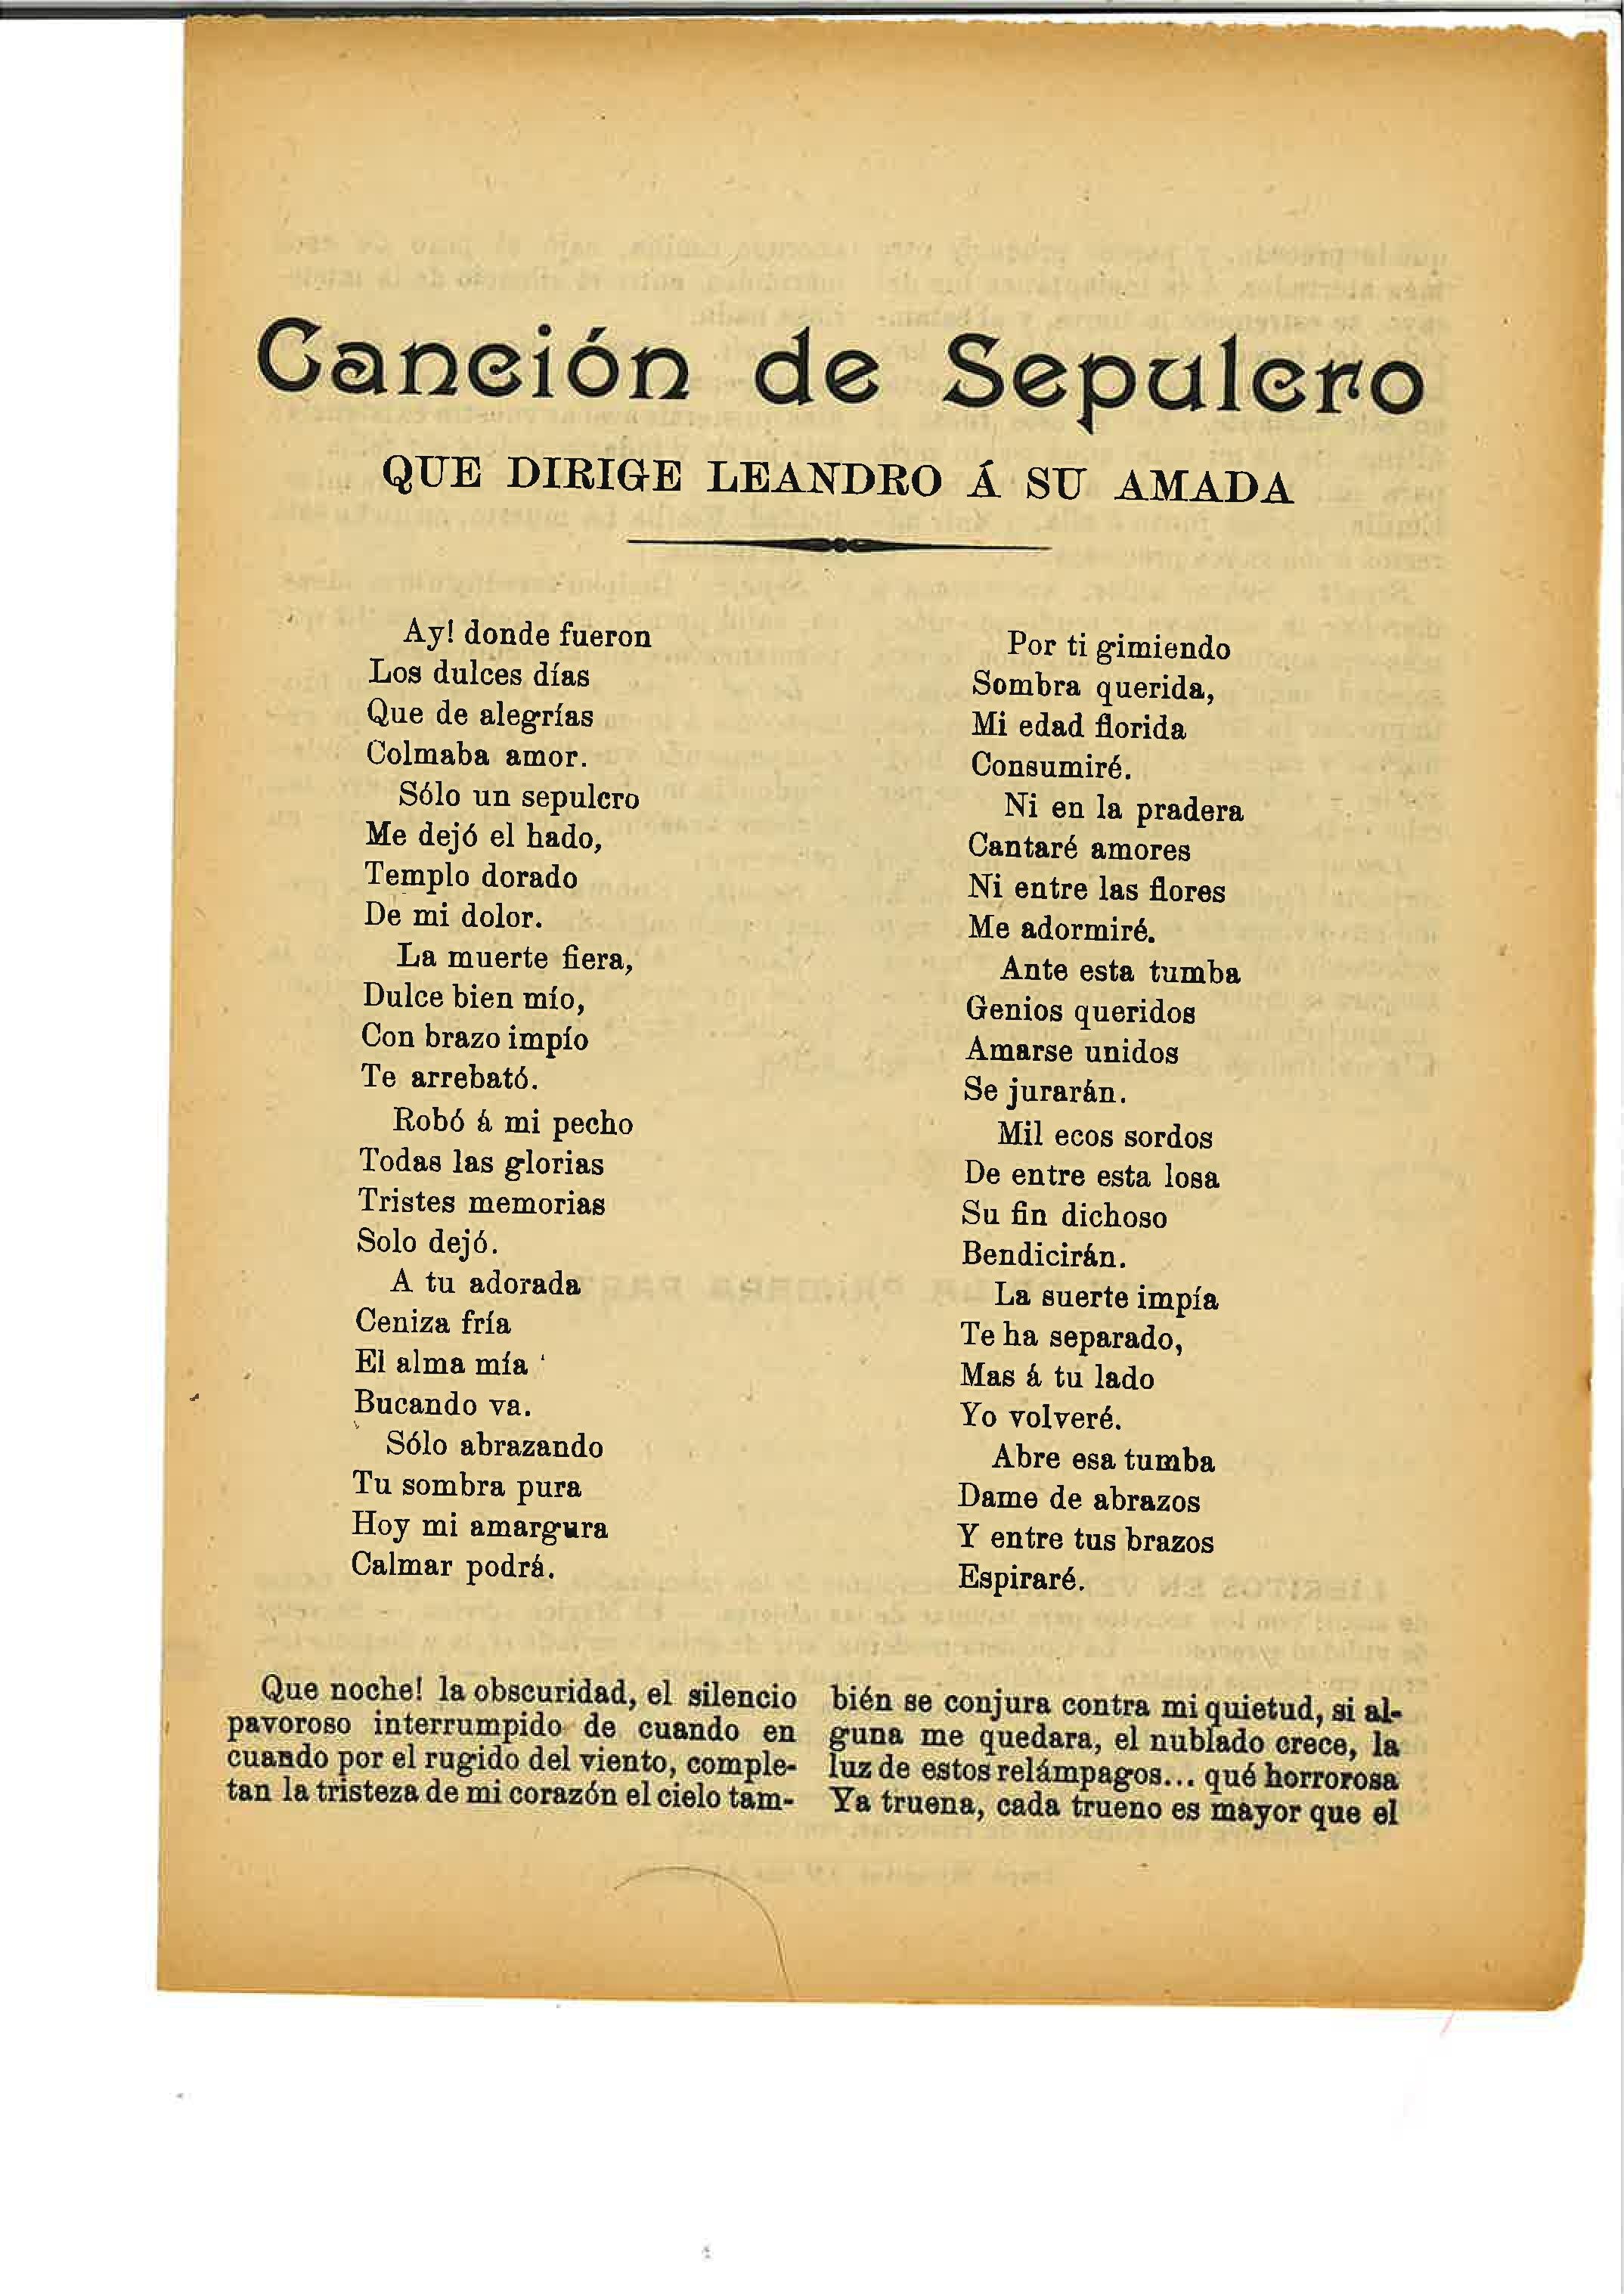 Canción de Sepulcro
QUE DIRIGE LEANDRO Á SU AMADA
Ay! donde fueron
Los dulces días
Que de alegrías
Colmaba amor.
Sólo un sepulcro
Me dejó el hado,
Templo dorado
De mi dolor.
La muerte fiera,
Dulce bien mío,
Con brazo impío
Te arrebató.
Robó á mi pecho
Todas las glorias
Tristes memorias
Solo dejó.
A tu adorada
Ceniza fría
El alma mía
Bucando va.
Sólo abrazando
Tu sombra pura
Hoy mi amargura
Calmar podrá.
Por ti gimiendo
Sombra querida,
Mi edad florida
Consumiré.
Ni en la pradera
Cantaré amores
Ni entre las flores
Me adormiré.
Ante esta tumba
Genios queridos
Amarse unidos
Se jurarán.
Mil ecos sordos
De entre esta losa
Su fin dichoso
Bendicirán.
La suerte impía
Te ha separado,
Mas á tu lado
Yo volveré.
Abre esa tumba
Dame de abrazos
Y entre tus brazos
Espiraré.
Que noche! la obscuridad, el silencio
pavoroso interrumpido de cuando en
cuando por el rugido del viento, comple-
tan la tristeza de mi corazón el cielo tam-
bién se conjura contra mi quietud, si al-
guna me quedara, el nublado crece, la
luz de estos relámpagos... qué horrorosa
Ya truena, cada trueno es mayor que el